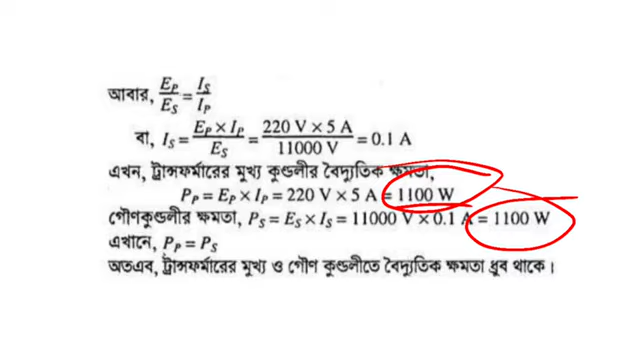 আবার, E_P/E_S = I_S/I_P
বা, I_S = (E_P × I_P)/E_S = (220 V × 5 A)/(11000 V) = 0.1 A
এখন, ট্রান্সফর্মারের মুখ্য কুণ্ডলীর বৈদ্যুতিক ক্ষমতা,
P_P = E_P × I_P = 220 V × 5 A = 1100 W
গৌণকুণ্ডলীর ক্ষমতা, P_S = E_S × I_S = 11000 V × 0.1 A = 1100 W
এখানে, P_P = P_S
অতএব, ট্রান্সফর্মারের মুখ্য ও গৌণ কুণ্ডলীতে বৈদ্যুতিক ক্ষমতা ধ্রুব থাকে।